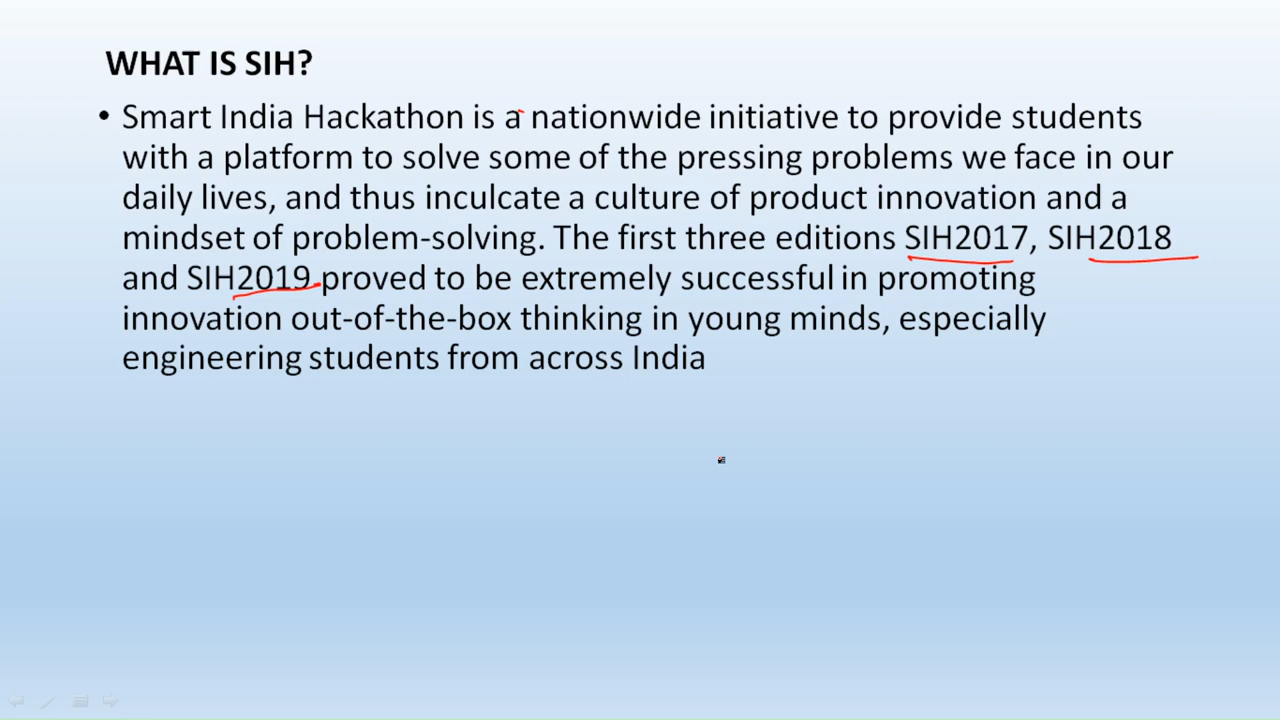 WHAT IS SIH?
• Smart India Hackathon is a nationwide initiative to provide students
with a platform to solve some of the pressing problems we face in our
daily lives, and thus inculcate a culture of product innovation and a
mindset of problem-solving. The first three editions SIH2017, SIH2018
and SIH2019 proved to be extremely successful in promoting
innovation out-of-the-box thinking in young minds, especially
engineering students from across India